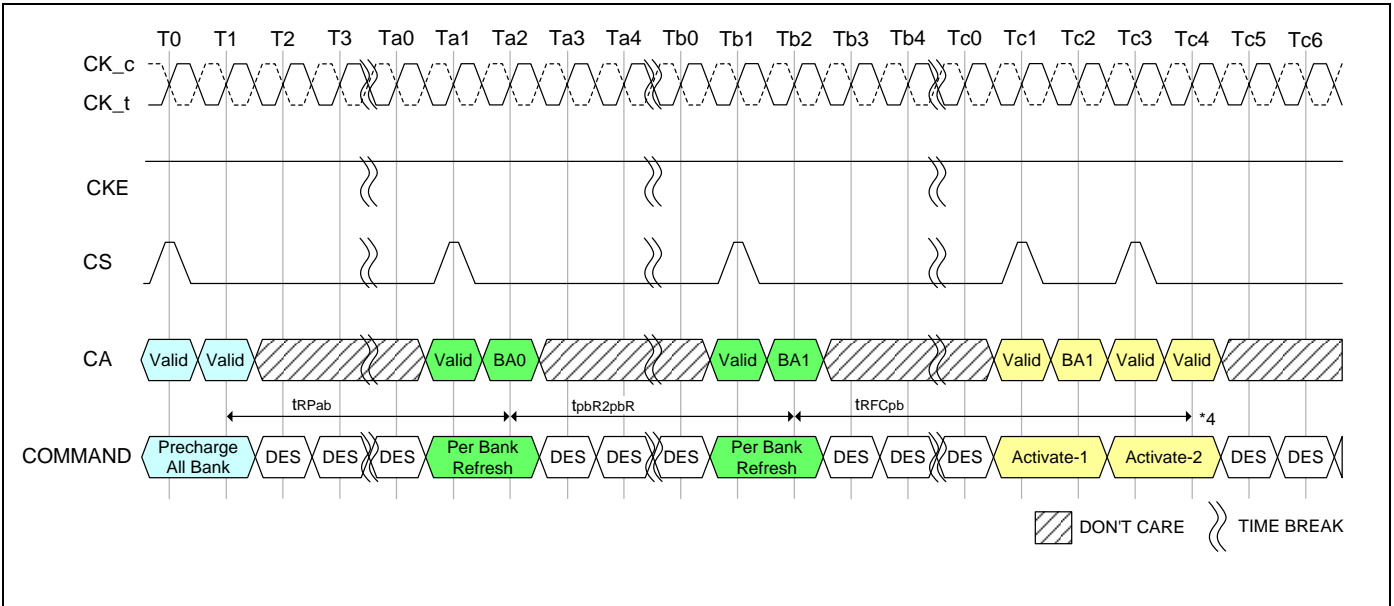 T0 T1 T2 T3 Ta0 Ta1 Ta2 Ta3 Ta4 Tb0 Tb1 Tb2 Tb3 Tb4 Tc0 Tc1 Tc2 Tc3 Tc4 Tc5 Tc6
CK_c
CK_t
CKE
CS
CA Valid Valid Valid BA0 Valid BA1 Valid BA1 Valid Valid
tRPab tpbR2pbR tRFCpb *4
COMMAND Precharge All Bank DES DES DES Per Bank Refresh DES DES DES Per Bank Refresh DES DES DES Activate-1 Activate-2 DES DES
DON'T CARE TIME BREAK